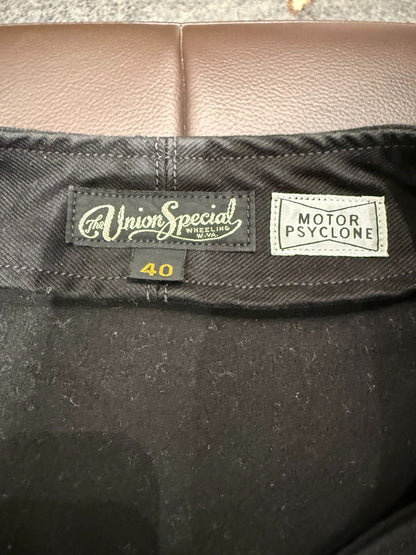 The Union Special
WHEELING
W.VA.
40
MOTOR
PSYCLONE